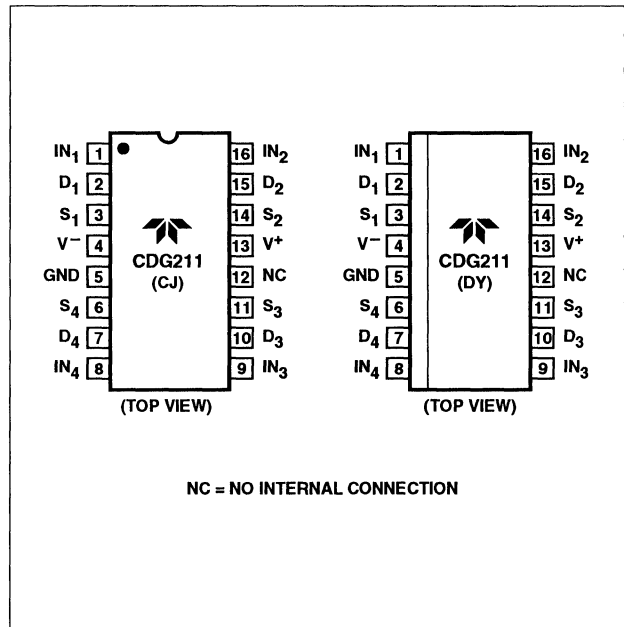 IN1 1 16 IN2 IN1 1 16 IN2
D1 2 15 D2 D1 2 15 D2
S1 3 14 S2 S1 3 14 S2
V− 4 13 V+ V− 4 13 V+
GND 5 CDG211 12 NC GND 5 CDG211 12 NC
(CJ) (DY)
S4 6 11 S3 S4 6 11 S3
D4 7 10 D3 D4 7 10 D3
IN4 8 9 IN3 IN4 8 9 IN3
(TOP VIEW) (TOP VIEW)
NC = NO INTERNAL CONNECTION